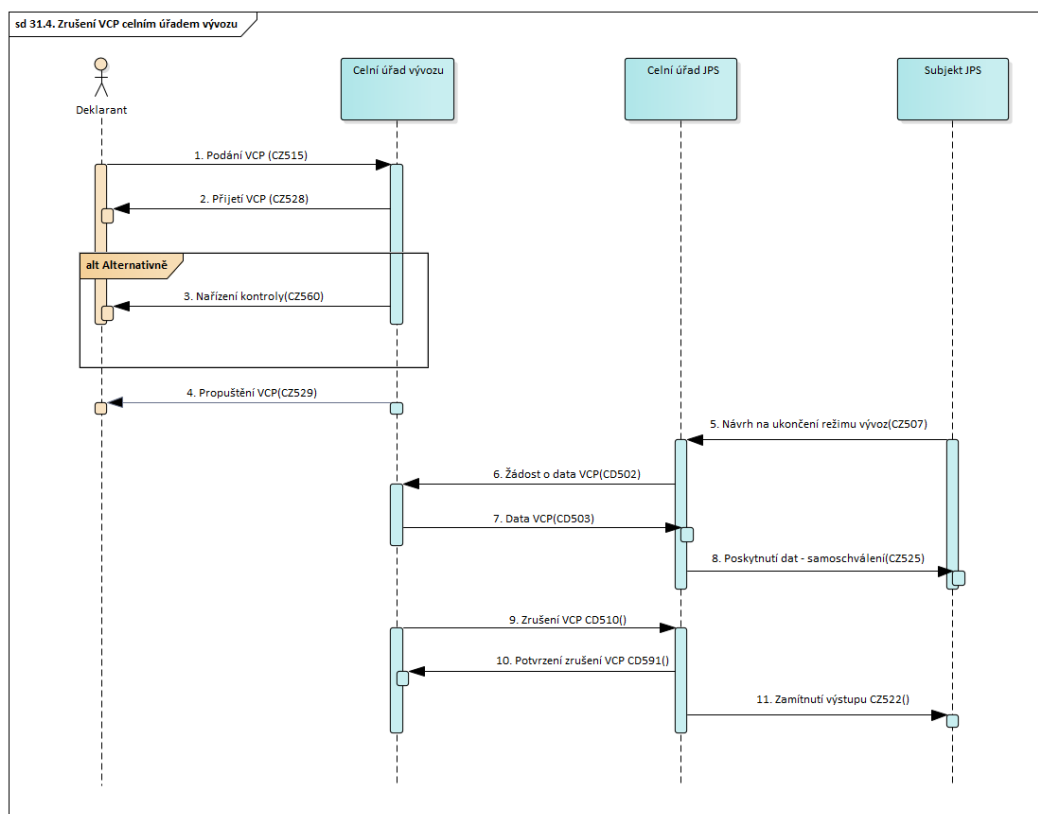 sd 31.4. Zrušení VCP celním úřadem vývozu
Deklarant
Celní úřad vývozu
Celní úřad JPS
Subjekt JPS
1. Podání VCP (CZ515)
2. Přijetí VCP (CZ528)
alt Alternativně
3. Nařízení kontroly(CZ560)
4. Propuštění VCP(CZ529)
5. Návrh na ukončení režimu vývoz(CZ507)
6. Žádost o data VCP(CD502)
7. Data VCP(CD503)
8. Poskytnutí dat - samoschválení(CZ525)
9. Zrušení VCP CD510()
10. Potvrzení zrušení VCP CD591()
11. Zamítnutí výstupu CZ522()